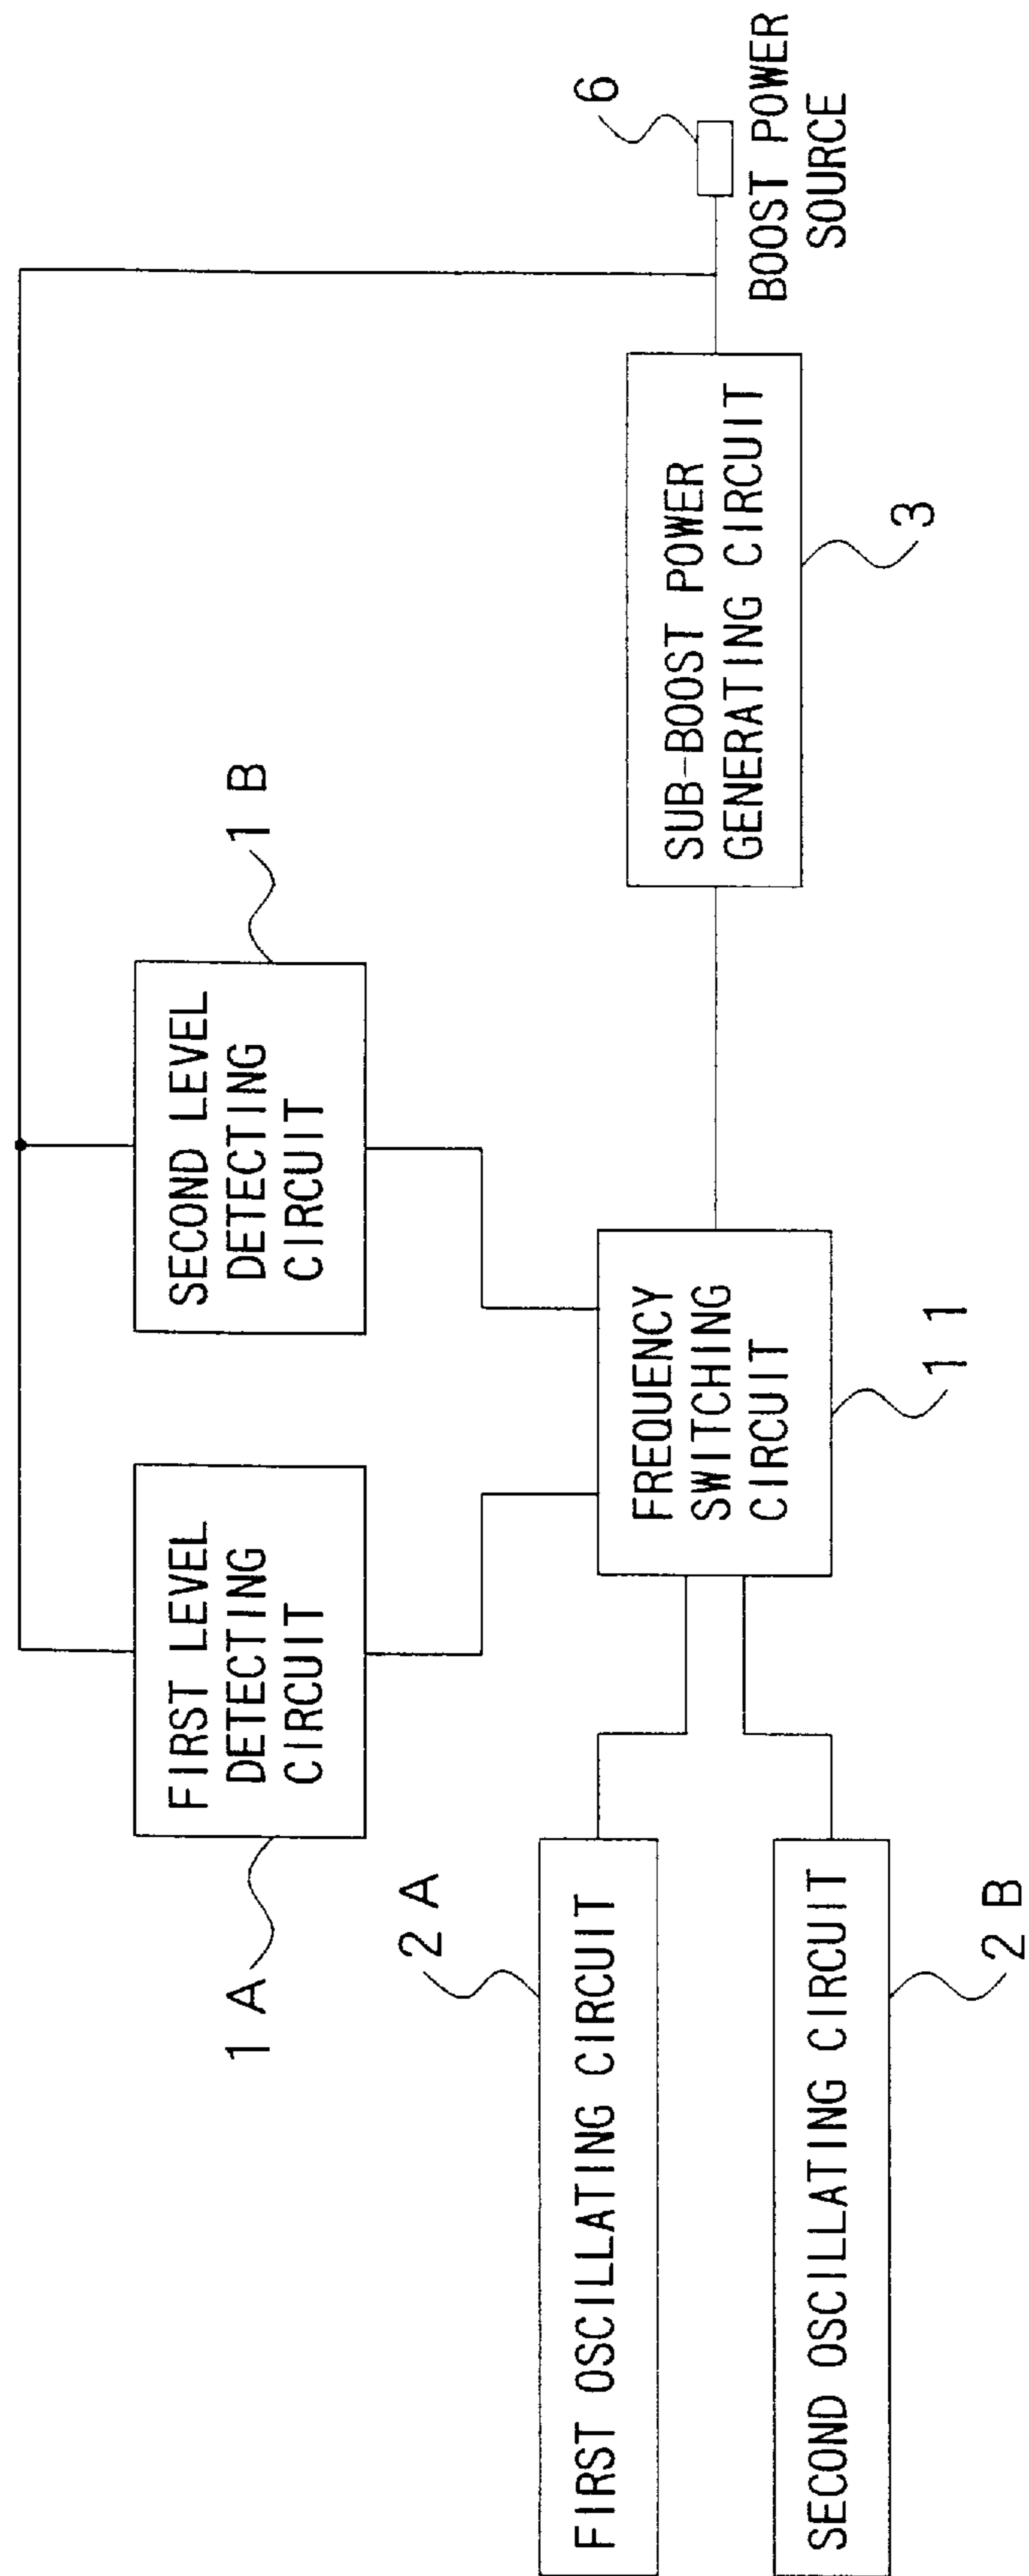 1 A
FIRST LEVEL
DETECTING
CIRCUIT
SECOND LEVEL
DETECTING
CIRCUIT
1 B
2 A
FIRST OSCILLATING CIRCUIT
SECOND OSCILLATING CIRCUIT
2 B
FREQUENCY
SWITCHING
CIRCUIT
1 1
SUB-BOOST POWER
GENERATING CIRCUIT
3
6
BOOST POWER
SOURCE